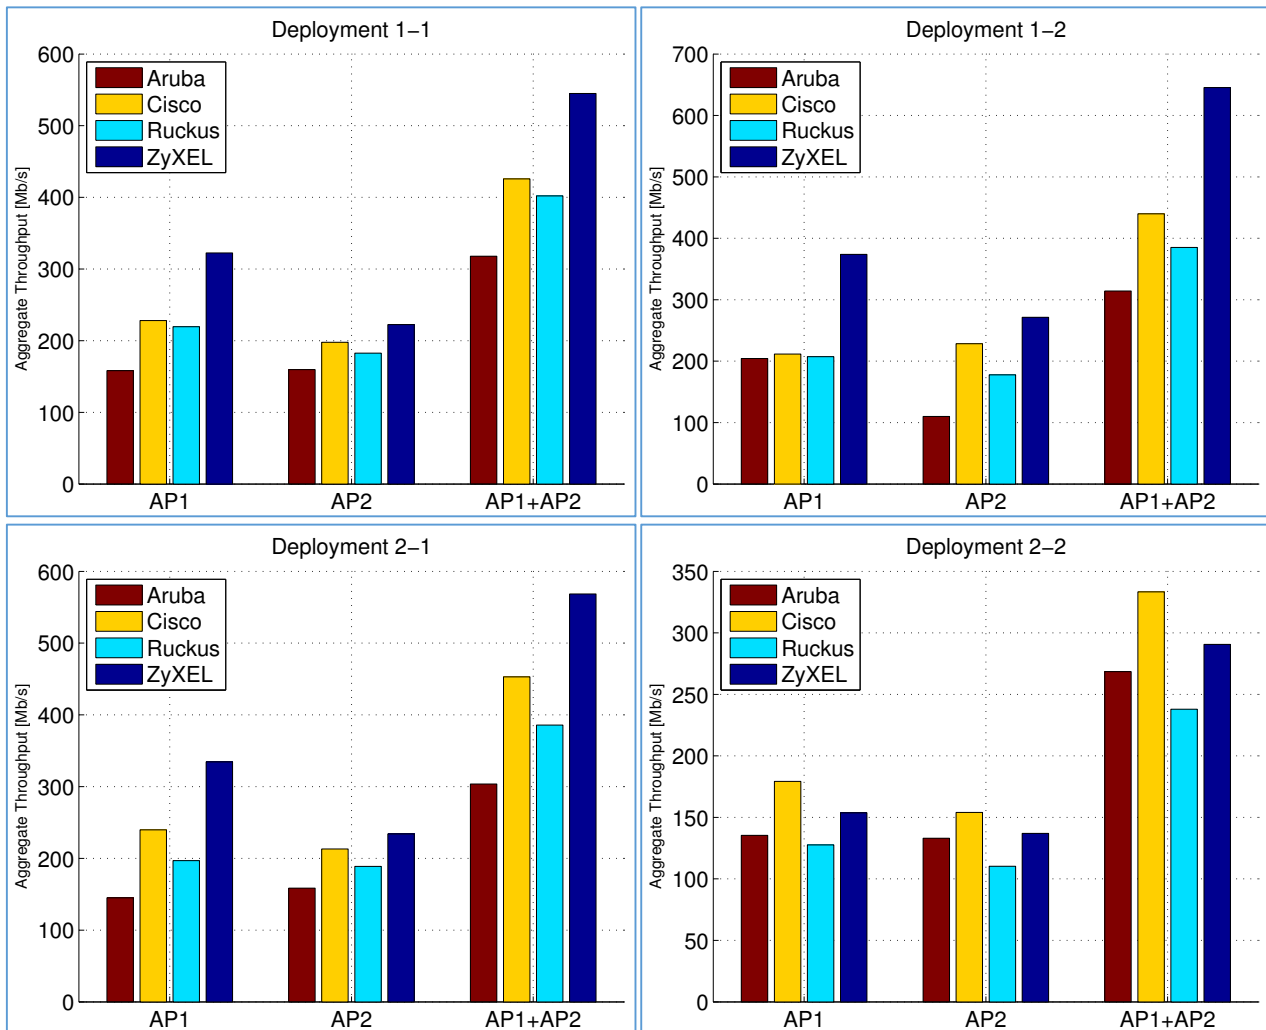 Deployment 1−1
600
500
400
300
200
100
0
Aggregate Throughput [Mb/s]
Aruba
Cisco
Ruckus
ZyXEL
AP1
AP2
AP1+AP2
Deployment 1−2
700
600
500
400
300
200
100
0
Aggregate Throughput [Mb/s]
Aruba
Cisco
Ruckus
ZyXEL
AP1
AP2
AP1+AP2
Deployment 2−1
600
500
400
300
200
100
0
Aggregate Throughput [Mb/s]
Aruba
Cisco
Ruckus
ZyXEL
AP1
AP2
AP1+AP2
Deployment 2−2
350
300
250
200
150
100
50
0
Aggregate Throughput [Mb/s]
Aruba
Cisco
Ruckus
ZyXEL
AP1
AP2
AP1+AP2